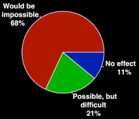 Would be
impossible
68%
No effect
11%
Possible, but
difficult
21%